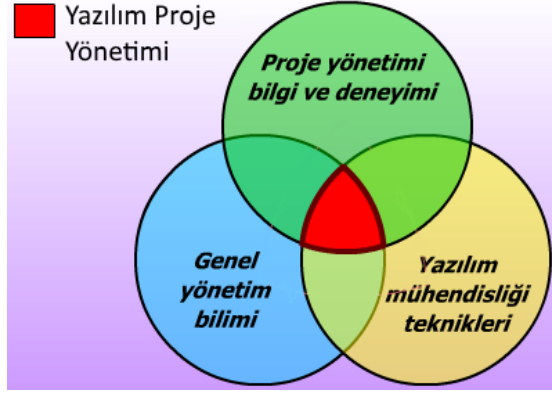 Yazılım Proje
Yönetimi
Proje yönetimi
bilgi ve deneyimi
Genel
yönetim
bilimi
Yazılım
mühendisliği
teknikleri